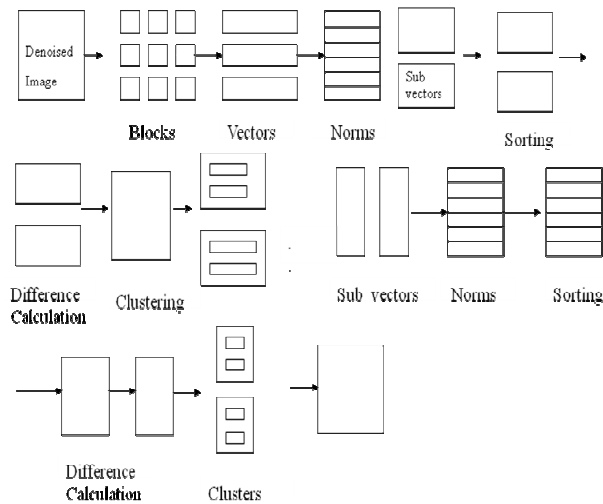 Denoised
Image
Sub
vectors
Blocks
Vectors
Norms
Sorting
Difference
Calculation
Clustering
Sub vectors
Norms
Sorting
Difference
Calculation
Clusters